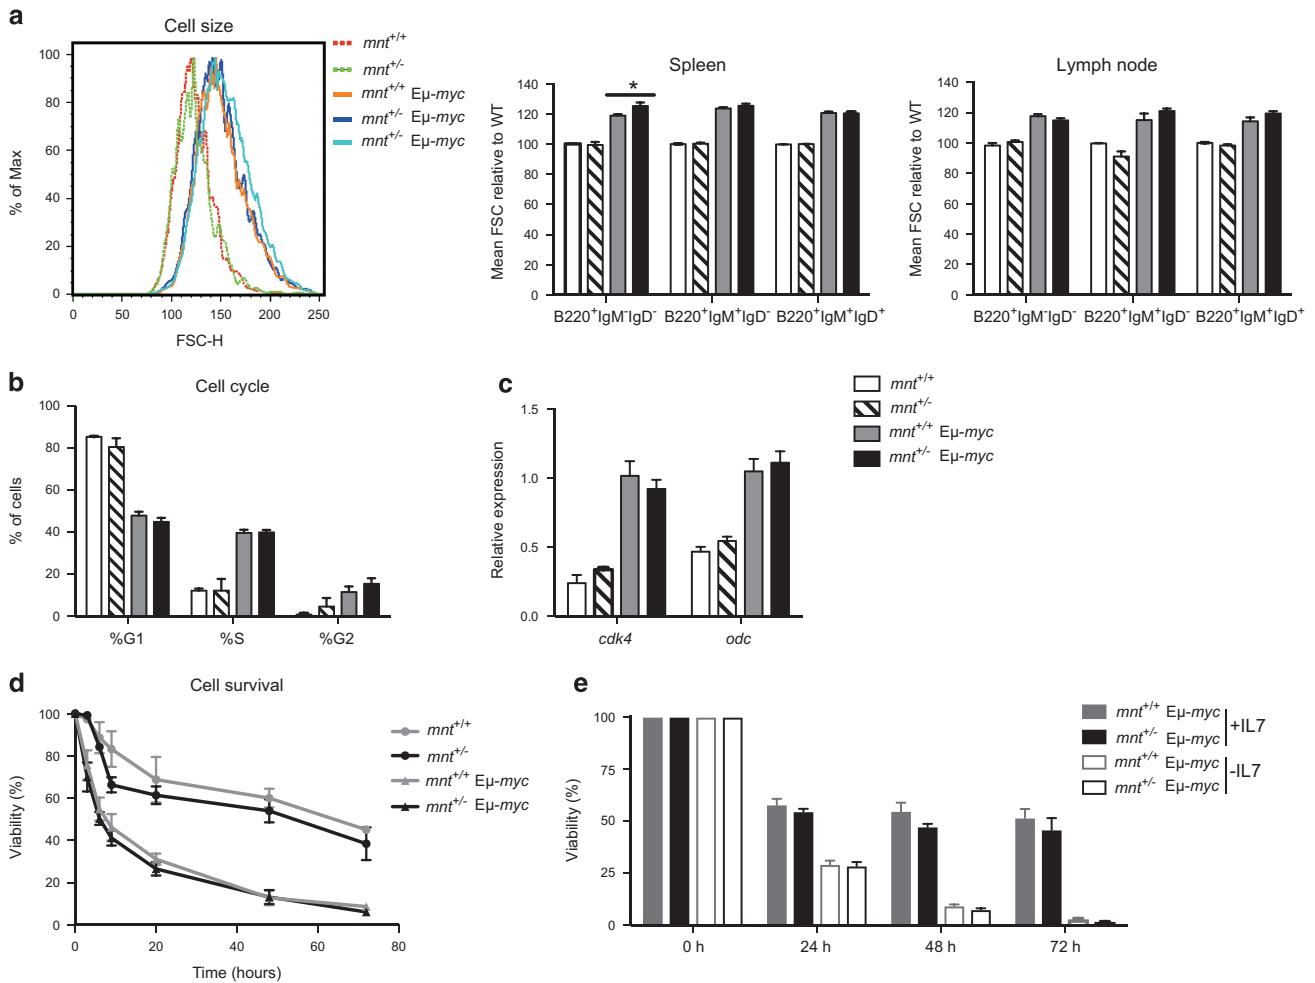 a
Cell size
100
80
60
40
20
0
% of Max
0 50 100 150 200 250
FSC-H
mnt+/+
mnt+/-
mnt+/+ Eμ-myc
mnt+/- Eμ-myc
mnt+/- Eμ-myc
Spleen
*
140
120
100
80
60
40
20
0
Mean FSC relative to WT
B220+IgM-IgD- B220+IgM+IgD- B220+IgM+IgD+
Lymph node
140
120
100
80
60
40
20
0
Mean FSC relative to WT
B220+IgM-IgD- B220+IgM+IgD- B220+IgM+IgD+
b
Cell cycle
100
80
60
40
20
0
% of cells
%G1 %S %G2
c
1.5
1.0
0.5
0.0
Relative expression
cdk4 odc
mnt+/+
mnt+/-
mnt+/+ Eμ-myc
mnt+/- Eμ-myc
d
Cell survival
100
80
60
40
20
0
Viability (%)
0 20 40 60 80
Time (hours)
mnt+/+
mnt+/-
mnt+/+ Eμ-myc
mnt+/- Eμ-myc
e
100
75
50
25
0
Viability (%)
0 h 24 h 48 h 72 h
mnt+/+ Eμ-myc
mnt+/- Eμ-myc
+IL7
mnt+/+ Eμ-myc
mnt+/- Eμ-myc
-IL7